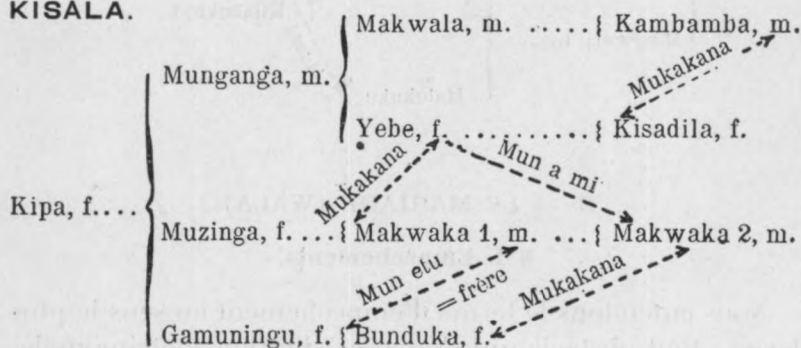 KISALA.
Makwala, m. ..... { Kambamba, m.
Mukakana
Munganga, m.
Yebe, f. .......... { Kisadila, f.
Mukakana
Mun a mi
Kipa, f....
Muzinga, f. .... { Makwaka 1, m. ... { Makwaka 2, m.
Mun etu
=frère
Mukakana
Gamuningu, f. { Bunduka, f.